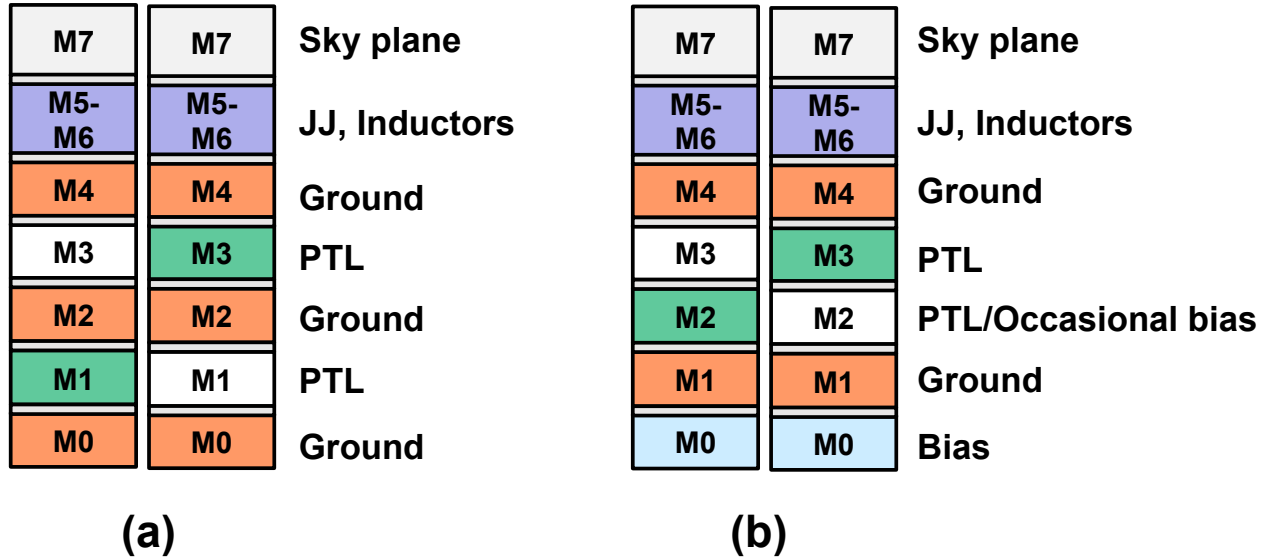 M7 M7 Sky plane
M5-
M6 M5-
M6 JJ, Inductors
M4 M4 Ground
M3 M3 PTL
M2 M2 Ground
M1 M1 PTL
M0 M0 Ground
(a)
M7 M7 Sky plane
M5-
M6 M5-
M6 JJ, Inductors
M4 M4 Ground
M3 M3 PTL
M2 M2 PTL/Occasional bias
M1 M1 Ground
M0 M0 Bias
(b)